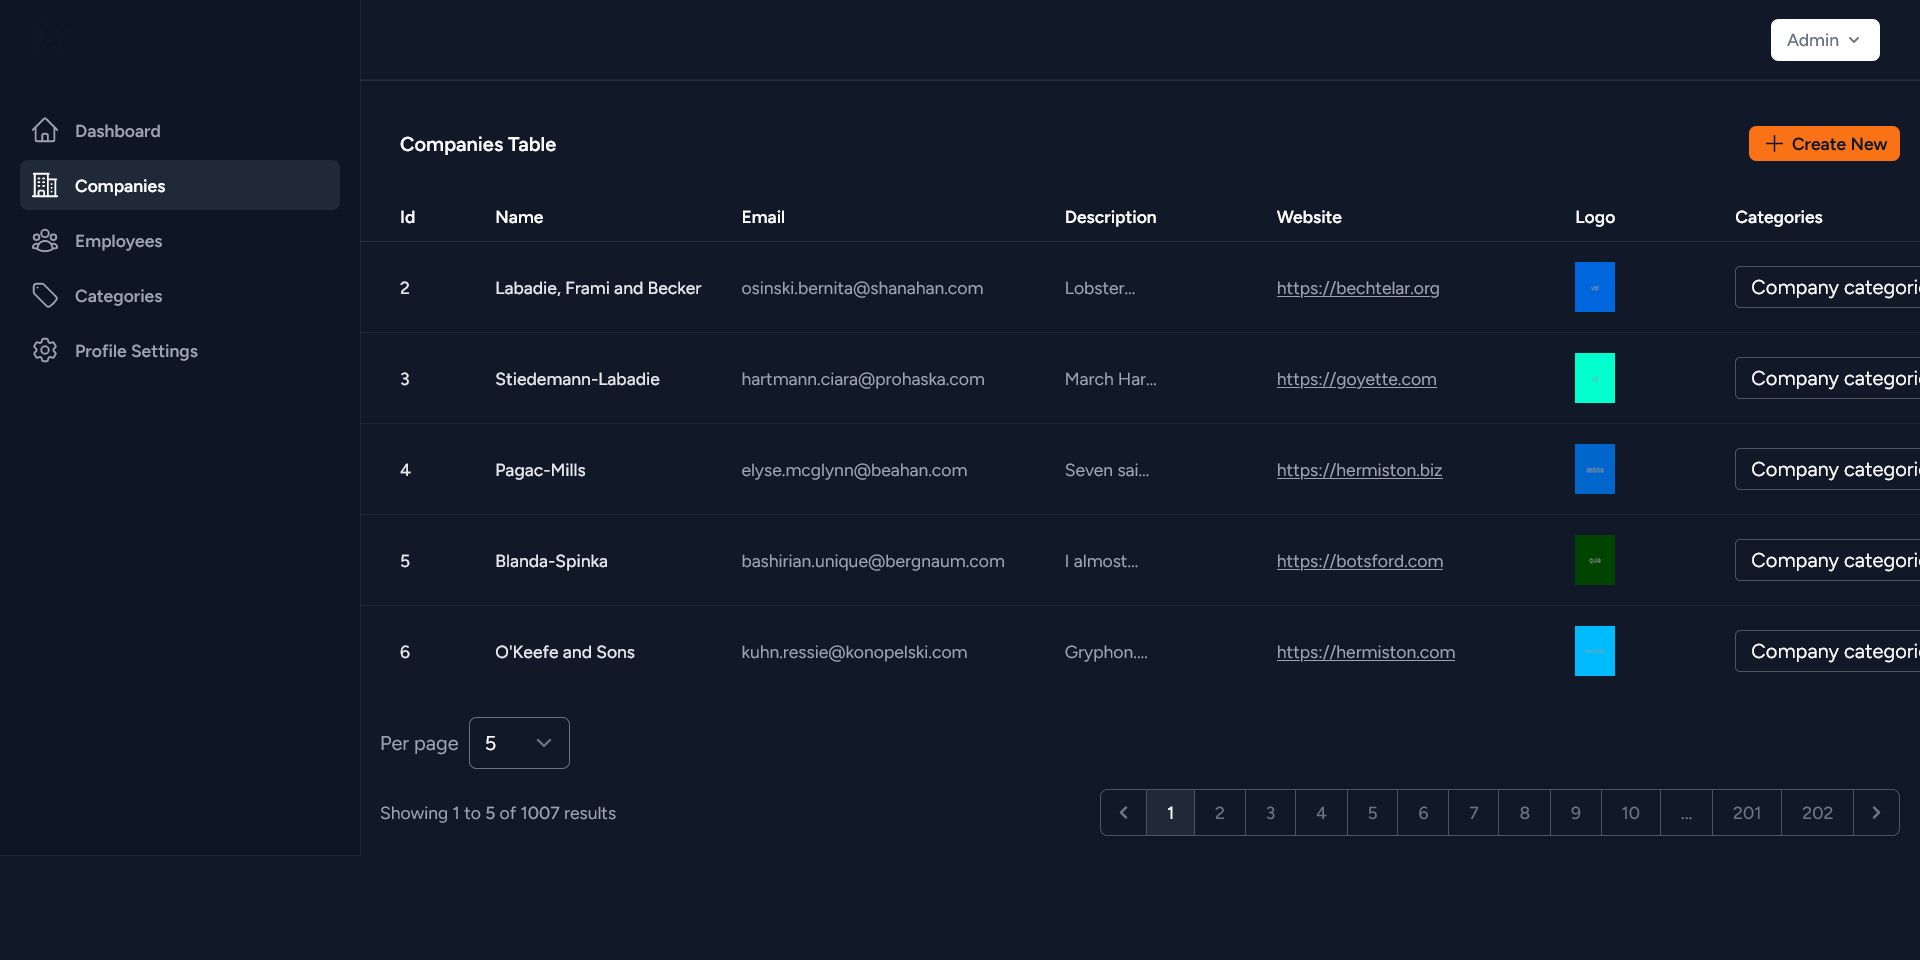 Admin
Dashboard
Companies
Employees
Categories
Profile Settings
Companies Table
Create New
Id Name Email Description Website Logo Categories
2 Labadie, Frami and Becker osinski.bernita@shanahan.com Lobster... https://bechtelar.org vel Company categori
3 Stiedemann-Labadie hartmann.ciara@prohaska.com March Har... https://goyette.com Company categori
4 Pagac-Mills elyse.mcglynn@beahan.com Seven sai... https://hermiston.biz debitis Company categori
5 Blanda-Spinka bashirian.unique@bergnaum.com I almost... https://botsford.com quia Company categori
6 O'Keefe and Sons kuhn.ressie@konopelski.com Gryphon.... https://hermiston.com Company categori
Per page 5
Showing 1 to 5 of 1007 results
1 2 3 4 5 6 7 8 9 10 ... 201 202